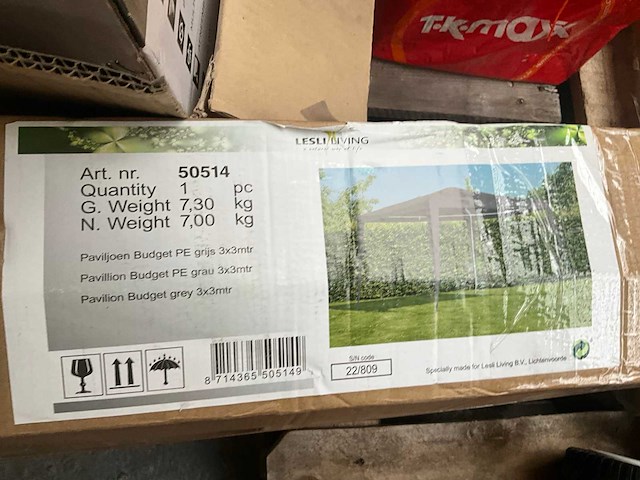 T·K·maxx
LESLI LIVING
Art. nr. 50514
Quantity 1 pc
G. Weight 7,30 kg
N. Weight 7,00 kg
Paviljoen Budget PE grijs 3x3mtr
Pavillion Budget PE grau 3x3mtr
Pavilion Budget grey 3x3mtr
8 714365 505149
S/N code
22/809
Specially made for Lesli Living B.V., Lichtenvoorde